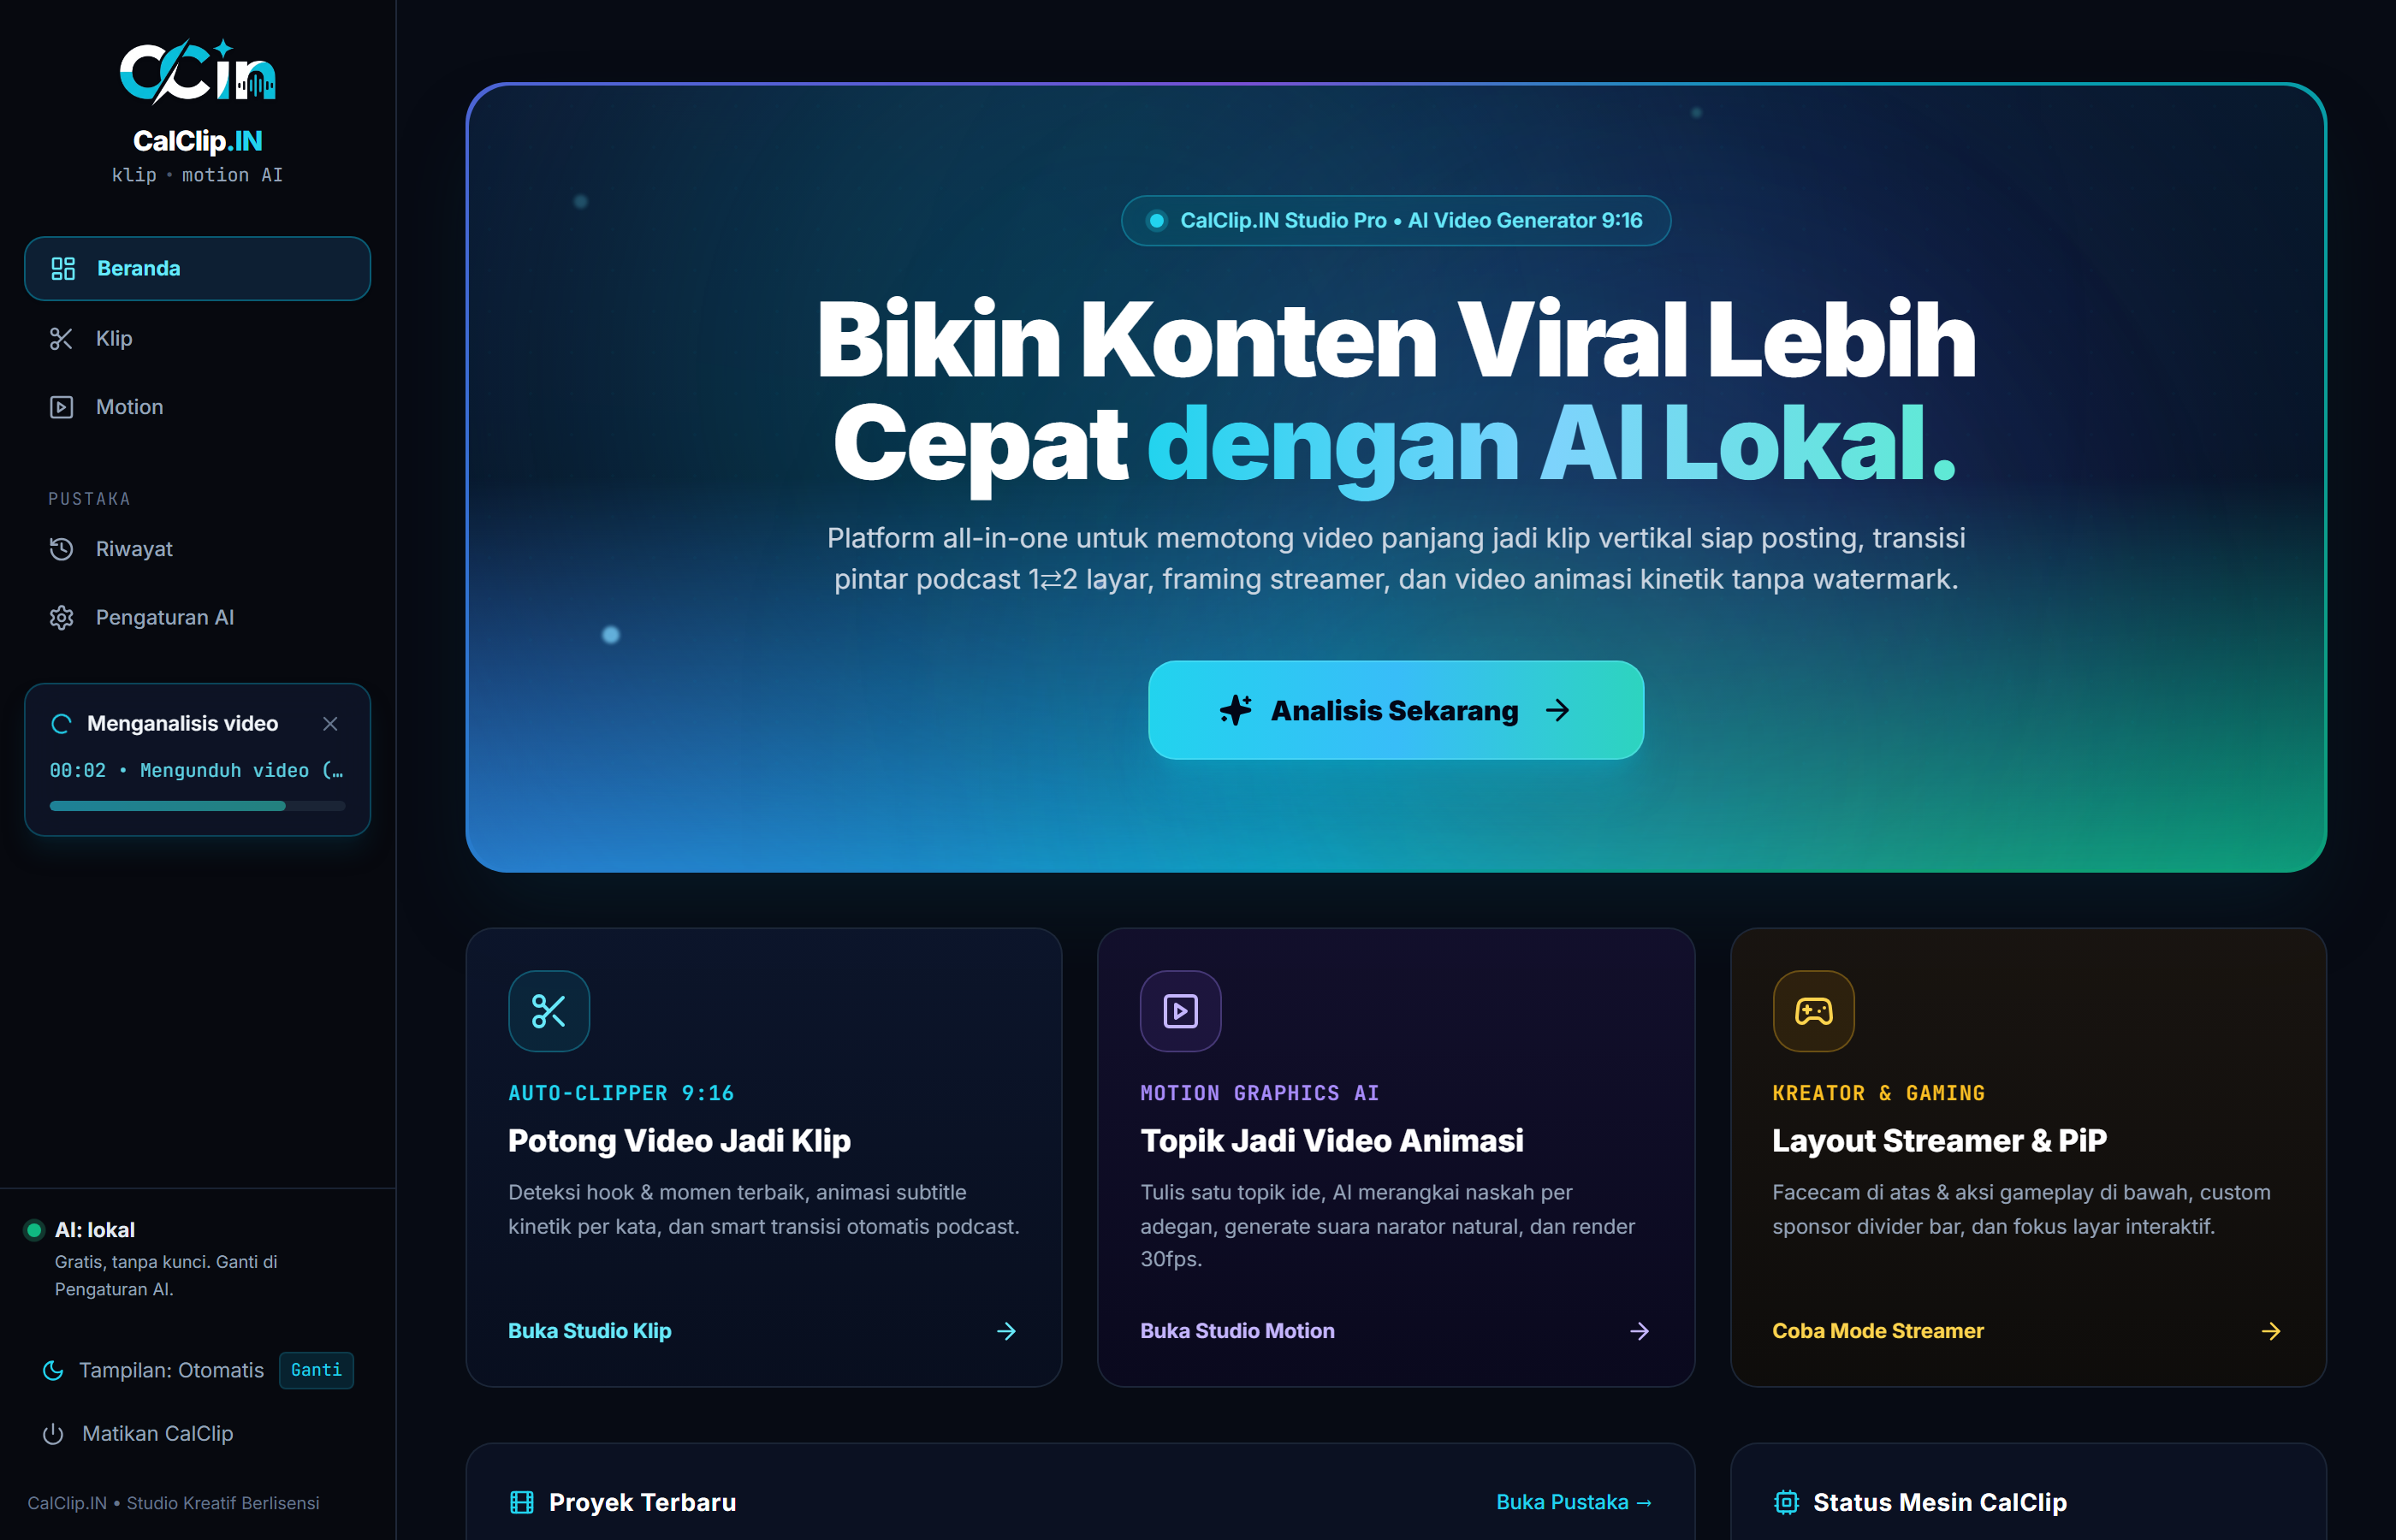 CCin
CalClip.IN
klip • motion AI
Beranda
Klip
Motion
PUSTAKA
Riwayat
Pengaturan AI
Menganalisis video
00:02 • Mengunduh video (…
AI: lokal
Gratis, tanpa kunci. Ganti di
Pengaturan AI.
Tampilan: Otomatis Ganti
Matikan CalClip
CalClip.IN • Studio Kreatif Berlisensi
CalClip.IN Studio Pro • AI Video Generator 9:16
Bikin Konten Viral Lebih
Cepat dengan AI Lokal.
Platform all-in-one untuk memotong video panjang jadi klip vertikal siap posting, transisi
pintar podcast 1⇄2 layar, framing streamer, dan video animasi kinetik tanpa watermark.
Analisis Sekarang →
AUTO-CLIPPER 9:16
Potong Video Jadi Klip
Deteksi hook & momen terbaik, animasi subtitle
kinetik per kata, dan smart transisi otomatis podcast.
Buka Studio Klip →
MOTION GRAPHICS AI
Topik Jadi Video Animasi
Tulis satu topik ide, AI merangkai naskah per
adegan, generate suara narator natural, dan render
30fps.
Buka Studio Motion →
KREATOR & GAMING
Layout Streamer & PiP
Facecam di atas & aksi gameplay di bawah, custom
sponsor divider bar, dan fokus layar interaktif.
Coba Mode Streamer →
Proyek Terbaru
Buka Pustaka →
Status Mesin CalClip